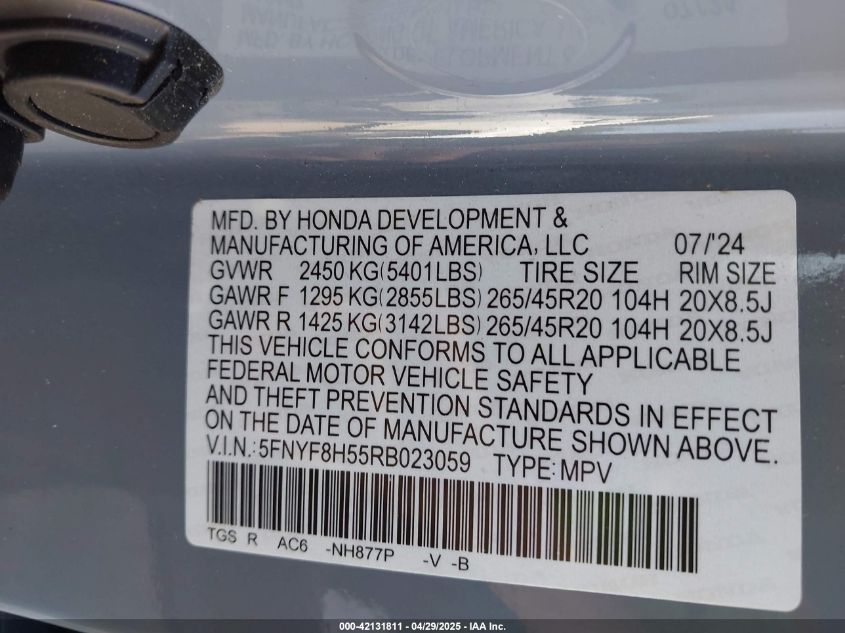 MFD. BY HONDA DEVELOPMENT &
MANUFACTURING OF AMERICA, LLC 07/'24
GVWR 2450 KG(5401LBS) TIRE SIZE RIM SIZE
GAWR F 1295 KG(2855LBS) 265/45R20 104H 20X8.5J
GAWR R 1425 KG(3142LBS) 265/45R20 104H 20X8.5J
THIS VEHICLE CONFORMS TO ALL APPLICABLE
FEDERAL MOTOR VEHICLE SAFETY
AND THEFT PREVENTION STANDARDS IN EFFECT
ON THE DATE OF MANUFACTURE SHOWN ABOVE.
V.I.N.: 5FNYF8H55RB023059 TYPE: MPV
TGS R AC6 -NH877P -V -B
000-42131811 - 04/29/2025 - IAA Inc.